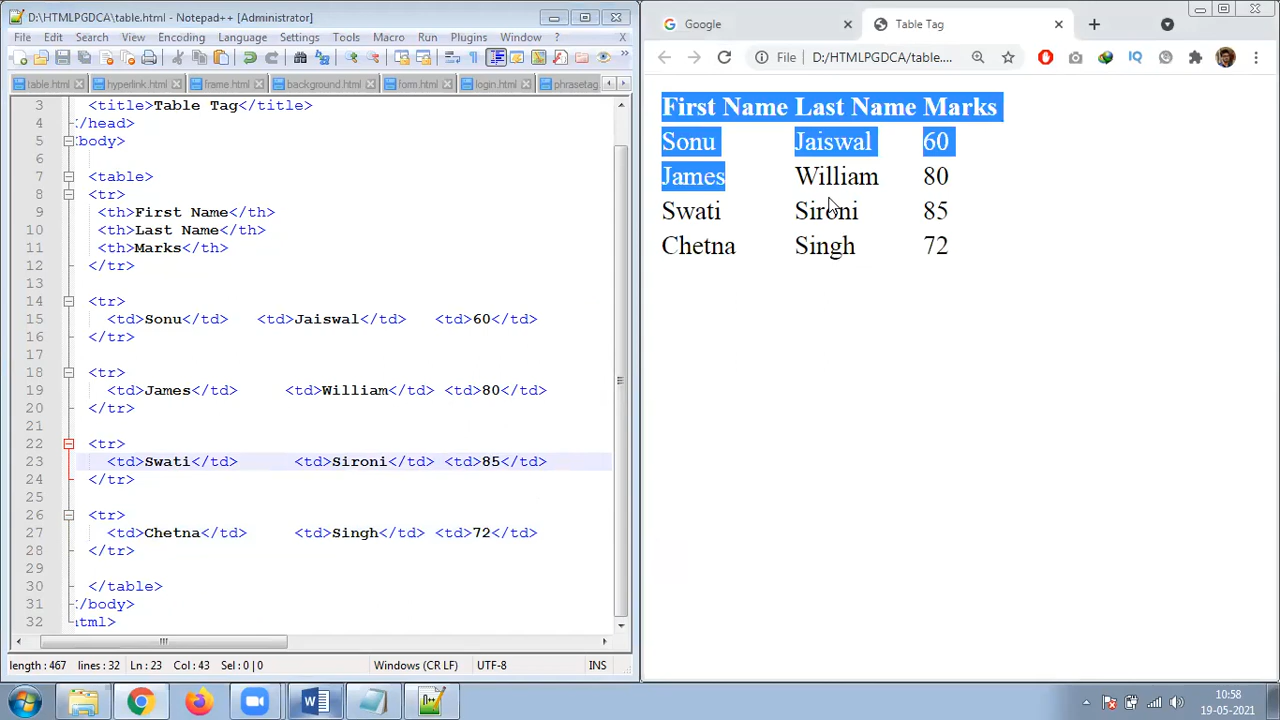 D:\HTMLPGDCA\table.html - Notepad++ [Administrator]
File Edit Search View Encoding Language Settings Tools Macro Run Plugins Window ? X
table.html hyperlink.html frame.html background.html form.html login.html phrasetag
3 <title>Table Tag</title>
4 </head>
5 <body>
6
7 <table>
8 <tr>
9 <th>First Name</th>
10 <th>Last Name</th>
11 <th>Marks</th>
12 </tr>
13
14 <tr>
15 <td>Sonu</td> <td>Jaiswal</td> <td>60</td>
16 </tr>
17
18 <tr>
19 <td>James</td> <td>William</td> <td>80</td>
20 </tr>
21
22 <tr>
23 <td>Swati</td> <td>Sironi</td> <td>85</td>
24 </tr>
25
26 <tr>
27 <td>Chetna</td> <td>Singh</td> <td>72</td>
28 </tr>
29
30 </table>
31 </body>
32 html>
length : 467 lines : 32 Ln : 23 Col : 43 Sel : 0 | 0 Windows (CR LF) UTF-8 INS
Google Table Tag
File D:/HTMLPGDCA/table....
First Name Last Name Marks
Sonu Jaiswal 60
James William 80
Swati Sironi 85
Chetna Singh 72
10:58
19-05-2021